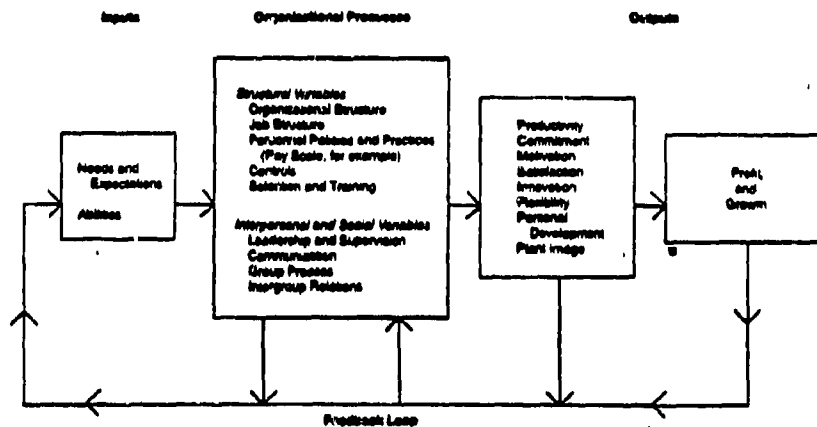 Inputs
Organizational Processes
Outputs
Structural Variables
Organizational Structure
Job Structure
Personnel Policies and Practices
(Pay Scale, for example)
Controls
Selection and Training
Interpersonal and Social Variables
Leadership and Supervision
Communication
Group Process
Intergroup Relations
Needs and
Expectations
Abilities
Productivity
Commitment
Motivation
Satisfaction
Innovation
Flexibility
Personal
Development
Plant Image
Profit,
and
Growth
Feedback Loop